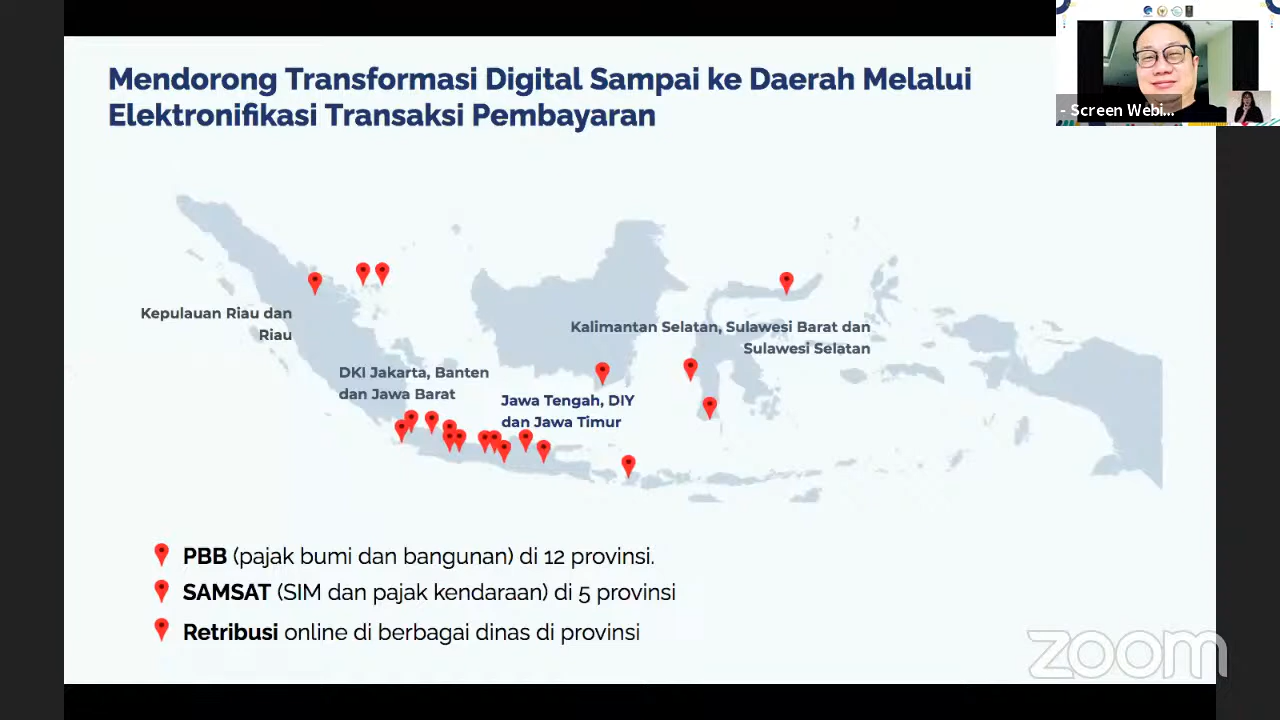 Mendorong Transformasi Digital Sampai ke Daerah Melalui
Elektronifikasi Transaksi Pembayaran
- Screen Webi...
Kepulauan Riau dan
Riau
Kalimantan Selatan, Sulawesi Barat dan
Sulawesi Selatan
DKI Jakarta, Banten
dan Jawa Barat
Jawa Tengah, DIY
dan Jawa Timur
PBB (pajak bumi dan bangunan) di 12 provinsi.
SAMSAT (SIM dan pajak kendaraan) di 5 provinsi
Retribusi online di berbagai dinas di provinsi
zoom